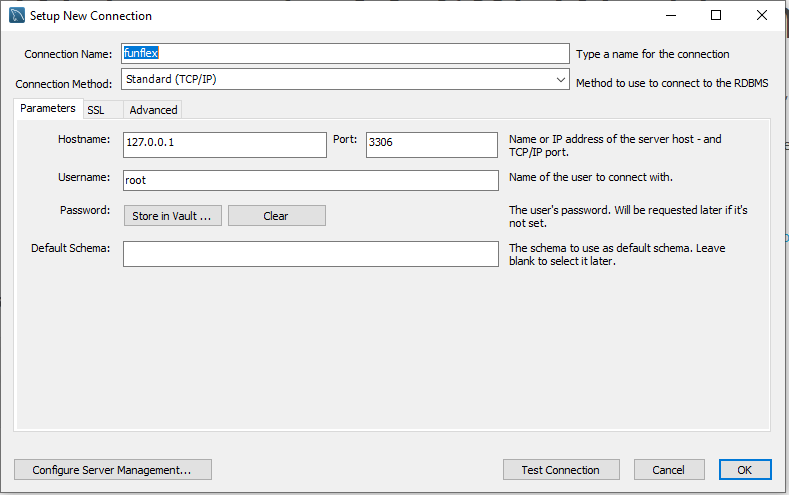 Setup New Connection
Connection Name: funflex Type a name for the connection
Connection Method: Standard (TCP/IP) Method to use to connect to the RDBMS
Parameters SSL Advanced
Hostname: 127.0.0.1 Port: 3306 Name or IP address of the server host - and
TCP/IP port.
Username: root Name of the user to connect with.
Password: Store in Vault ... Clear The user's password. Will be requested later if it's
not set.
Default Schema: The schema to use as default schema. Leave
blank to select it later.
Configure Server Management... Test Connection Cancel OK